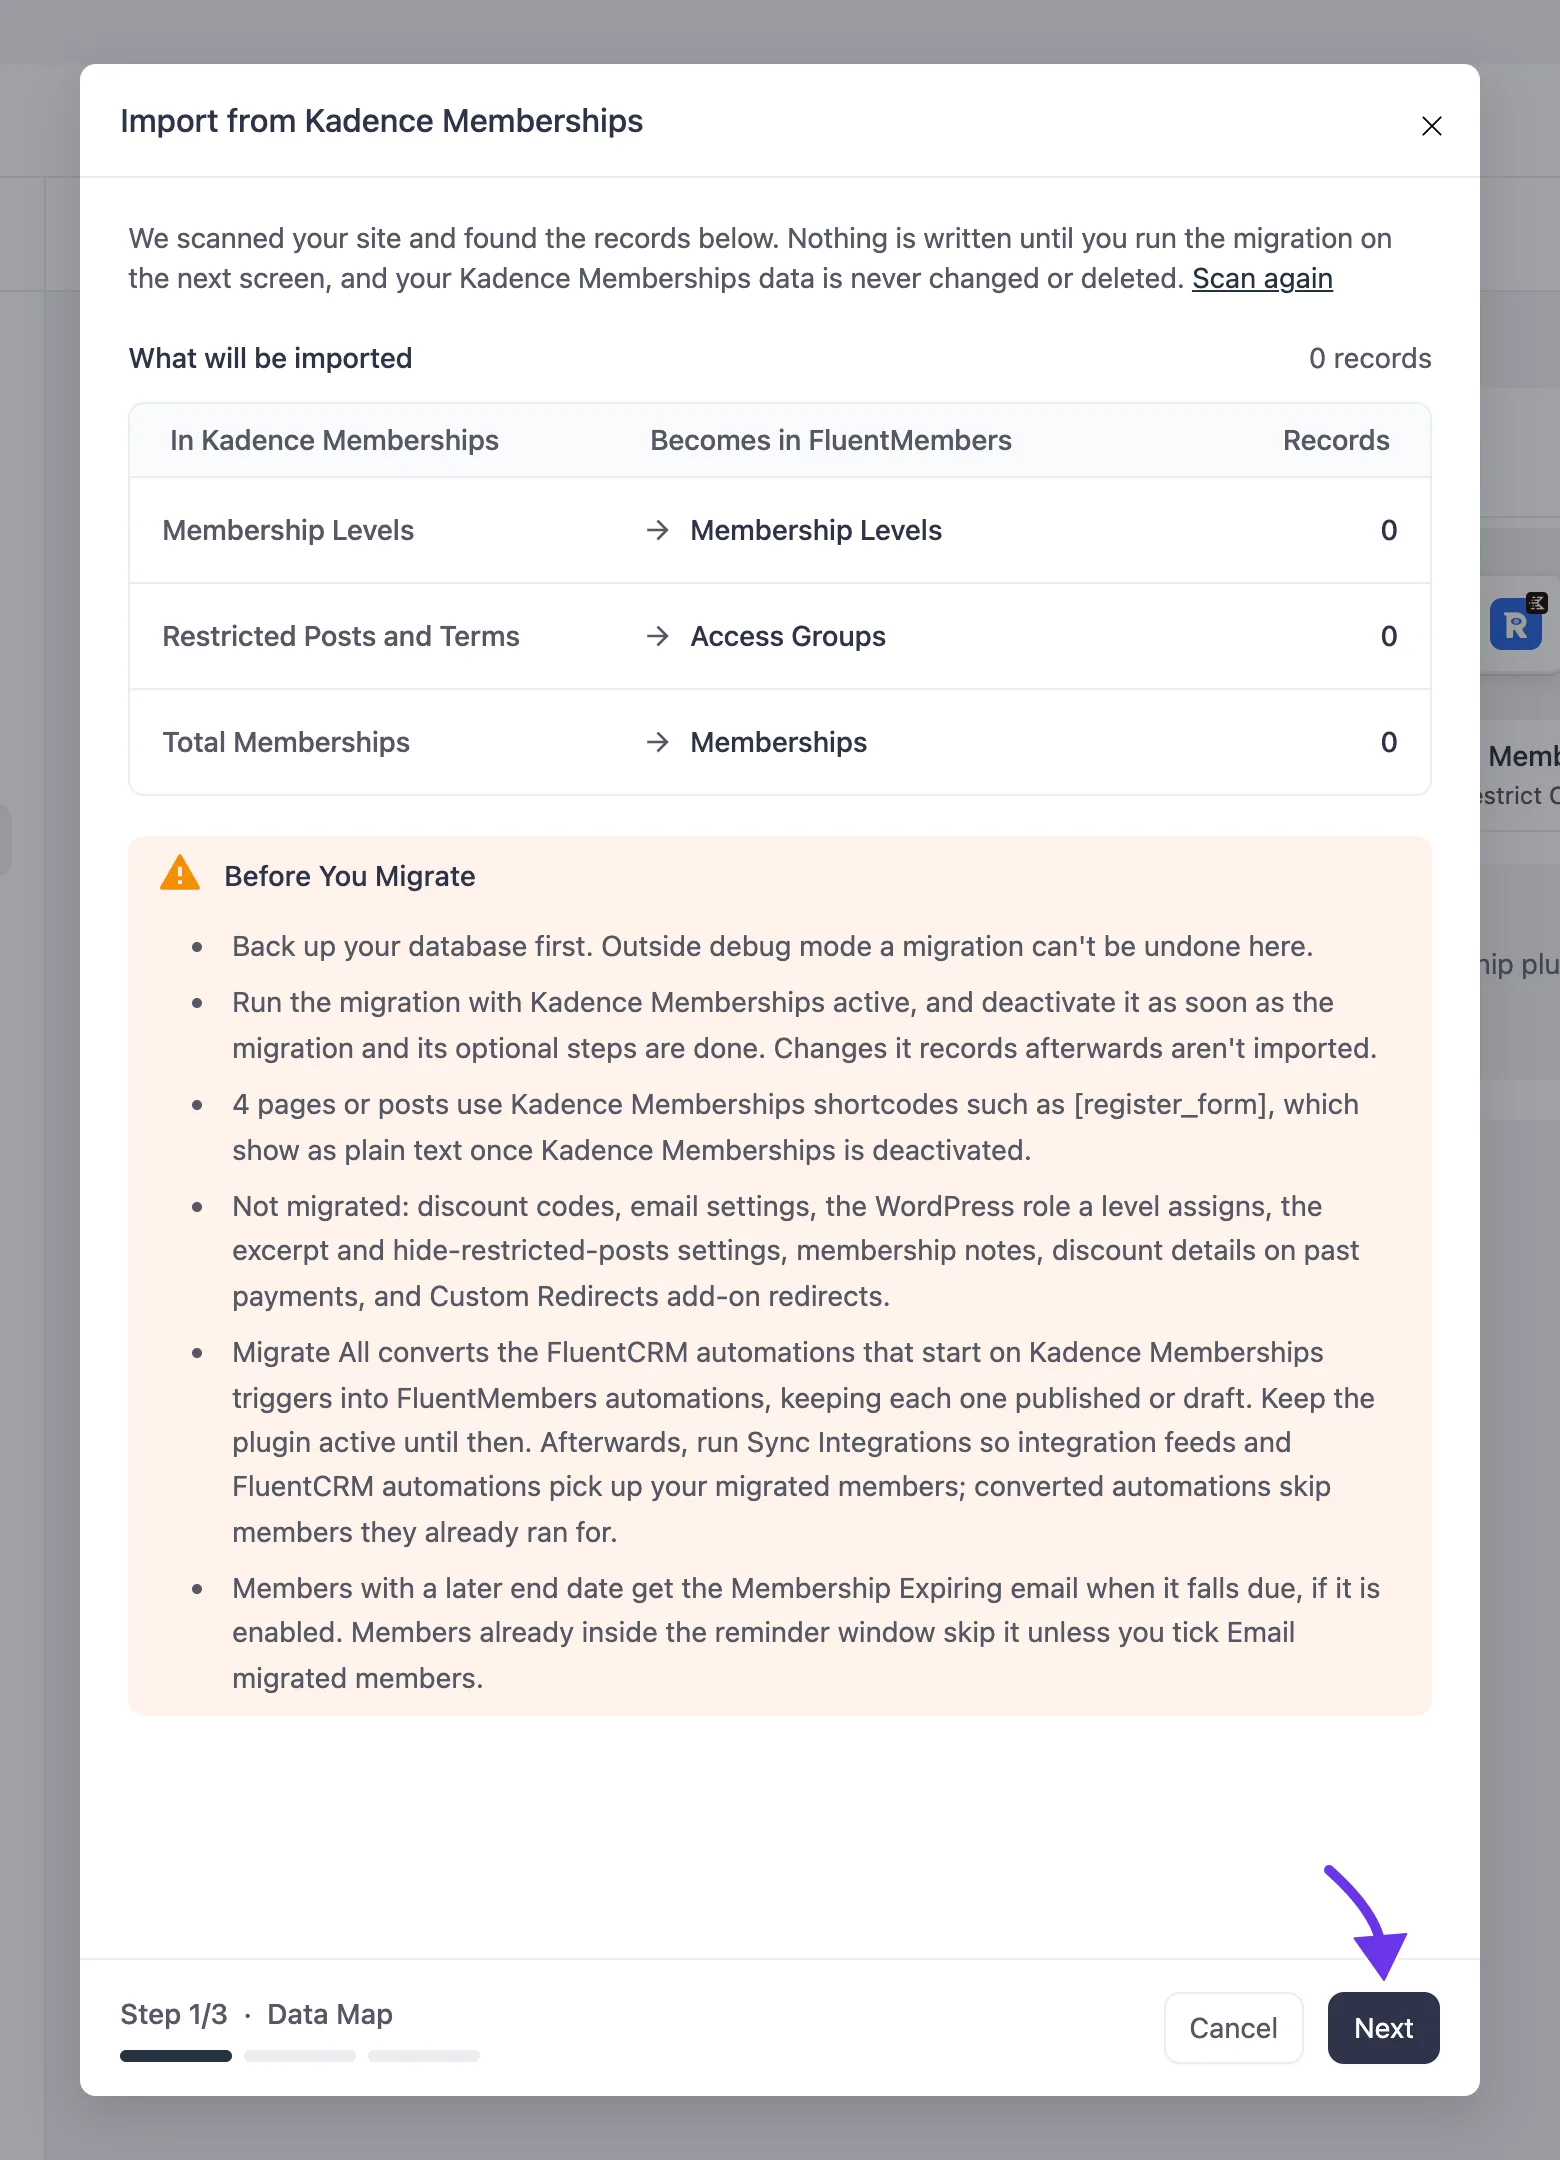 Import from Kadence Memberships
We scanned your site and found the records below. Nothing is written until you run the migration on
the next screen, and your Kadence Memberships data is never changed or deleted. Scan again
What will be imported 0 records
In Kadence Memberships Becomes in FluentMembers Records
Membership Levels → Membership Levels 0
Restricted Posts and Terms → Access Groups 0
Total Memberships → Memberships 0
Memb
estrict C
hip plu
Before You Migrate
• Back up your database first. Outside debug mode a migration can't be undone here.
• Run the migration with Kadence Memberships active, and deactivate it as soon as the
migration and its optional steps are done. Changes it records afterwards aren't imported.
• 4 pages or posts use Kadence Memberships shortcodes such as [register_form], which
show as plain text once Kadence Memberships is deactivated.
• Not migrated: discount codes, email settings, the WordPress role a level assigns, the
excerpt and hide-restricted-posts settings, membership notes, discount details on past
payments, and Custom Redirects add-on redirects.
• Migrate All converts the FluentCRM automations that start on Kadence Memberships
triggers into FluentMembers automations, keeping each one published or draft. Keep the
plugin active until then. Afterwards, run Sync Integrations so integration feeds and
FluentCRM automations pick up your migrated members; converted automations skip
members they already ran for.
• Members with a later end date get the Membership Expiring email when it falls due, if it is
enabled. Members already inside the reminder window skip it unless you tick Email
migrated members.
Step 1/3 · Data Map
Cancel Next